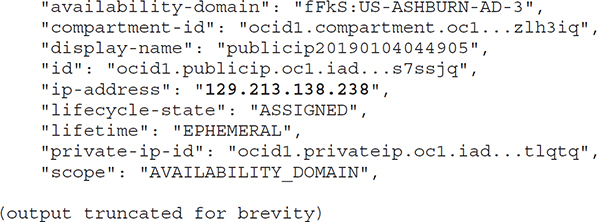 "availability-domain": "fFkS:US-ASHBURN-AD-3",
"compartment-id": "ocid1.compartment.oc1...zlh3iq",
"display-name": "publicip20190104044905",
"id": "ocid1.publicip.oc1.iad...s7ssjq",
"ip-address": "129.213.138.238",
"lifecycle-state": "ASSIGNED",
"lifetime": "EPHEMERAL",
"private-ip-id": "ocid1.privateip.oc1.iad...tlqtq",
"scope": "AVAILABILITY_DOMAIN",
(output truncated for brevity)